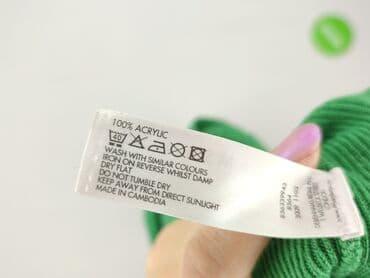 100% ACRYLIC
40
WASH WITH SIMILAR COLOURS
IRON ON REVERSE WHILST DAMP
DRY FLAT
DO NOT TUMBLE DRY
KEEP AWAY FROM DIRECT SUNLIGHT
MADE IN CAMBODIA